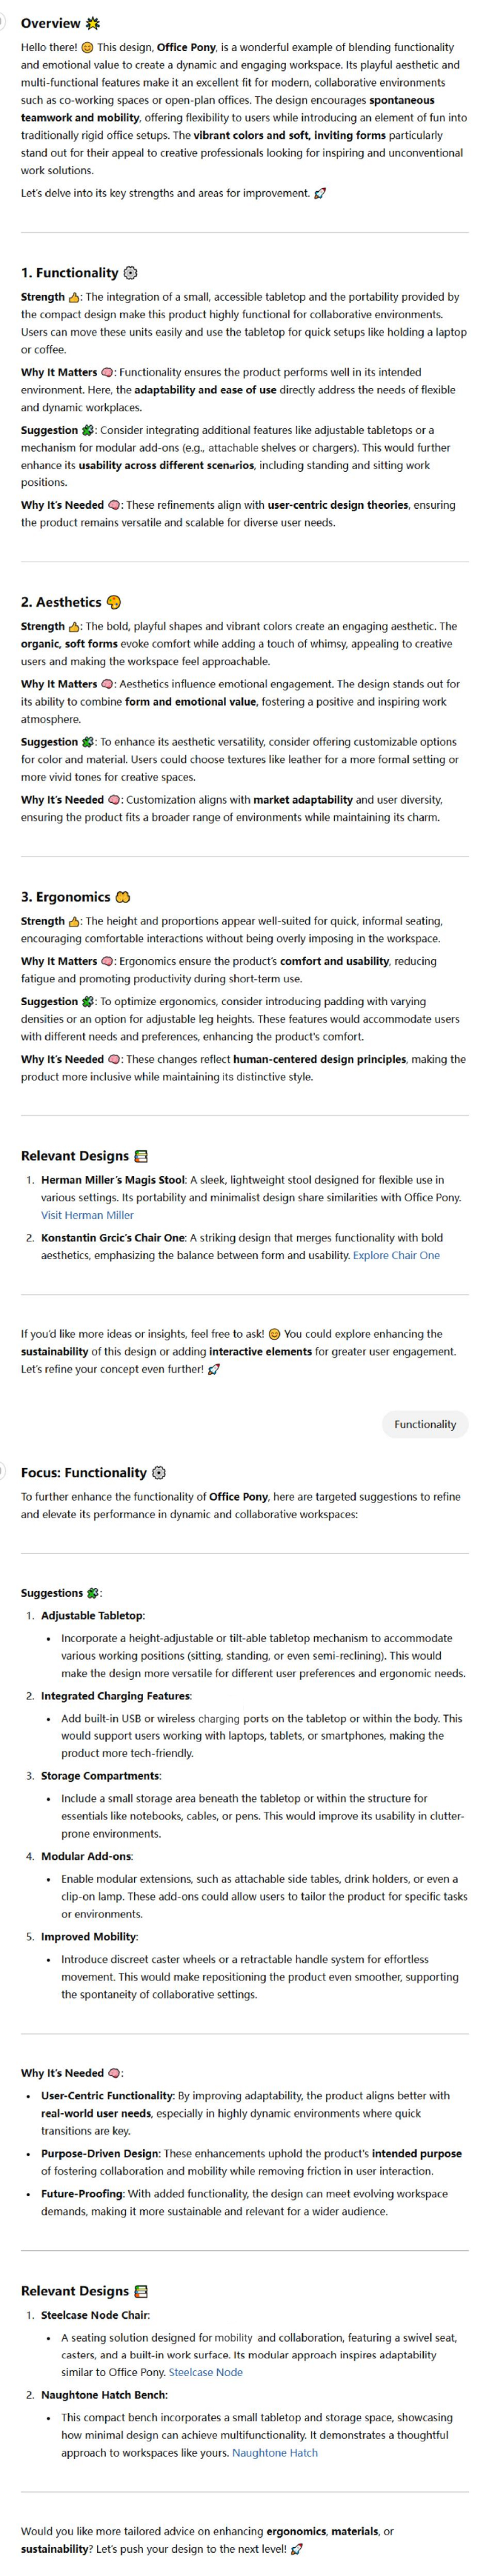 Overview
Hello there! 😊 This design, Office Pony, is a wonderful example of blending functionality
and emotional value to create a dynamic and engaging workspace. Its playful aesthetic and
multi-functional features make it an excellent fit for modern, collaborative environments
such as co-working spaces or open-plan offices. The design encourages spontaneous
teamwork and mobility, offering flexibility to users while introducing an element of fun into
traditionally rigid office setups. The vibrant colors and soft, inviting forms particularly
stand out for their appeal to creative professionals looking for inspiring and unconventional
work solutions.
Let's delve into its key strengths and areas for improvement. 🚀
1. Functionality ⚙️
Strength 👍: The integration of a small, accessible tabletop and the portability provided by
the compact design make this product highly functional for collaborative environments.
Users can move these units easily and use the tabletop for quick setups like holding a laptop
or coffee.
Why It Matters 🧠: Functionality ensures the product performs well in its intended
environment. Here, the adaptability and ease of use directly address the needs of flexible
and dynamic workplaces.
Suggestion 🧩: Consider integrating additional features like adjustable tabletops or a
mechanism for modular add-ons (e.g., attachable shelves or chargers). This would further
enhance its usability across different scenarios, including standing and sitting work
positions.
Why It's Needed 🧠: These refinements align with user-centric design theories, ensuring
the product remains versatile and scalable for diverse user needs.
2. Aesthetics 🎨
Strength 👍: The bold, playful shapes and vibrant colors create an engaging aesthetic. The
organic, soft forms evoke comfort while adding a touch of whimsy, appealing to creative
users and making the workspace feel approachable.
Why It Matters 🧠: Aesthetics influence emotional engagement. The design stands out for
its ability to combine form and emotional value, fostering a positive and inspiring work
atmosphere.
Suggestion 🧩: To enhance its aesthetic versatility, consider offering customizable options
for color and material. Users could choose textures like leather for a more formal setting or
more vivid tones for creative spaces.
Why It's Needed 🧠: Customization aligns with market adaptability and user diversity,
ensuring the product fits a broader range of environments while maintaining its charm.
3. Ergonomics
Strength 👍: The height and proportions appear well-suited for quick, informal seating,
encouraging comfortable interactions without being overly imposing in the workspace.
Why It Matters 🧠: Ergonomics ensure the product's comfort and usability, reducing
fatigue and promoting productivity during short-term use.
Suggestion 🧩: To optimize ergonomics, consider introducing padding with varying
densities or an option for adjustable leg heights. These features would accommodate users
with different needs and preferences, enhancing the product's comfort.
Why It's Needed 🧠: These changes reflect human-centered design principles, making the
product more inclusive while maintaining its distinctive style.
Relevant Designs 📚
1. Herman Miller's Magis Stool: A sleek, lightweight stool designed for flexible use in
various settings. Its portability and minimalist design share similarities with Office Pony.
Visit Herman Miller
2. Konstantin Grcic's Chair One: A striking design that merges functionality with bold
aesthetics, emphasizing the balance between form and usability. Explore Chair One
If you'd like more ideas or insights, feel free to ask! 😊 You could explore enhancing the
sustainability of this design or adding interactive elements for greater user engagement.
Let's refine your concept even further! 🚀
Functionality
Focus: Functionality ⚙️
To further enhance the functionality of Office Pony, here are targeted suggestions to refine
and elevate its performance in dynamic and collaborative workspaces:
Suggestions 🧩:
1. Adjustable Tabletop:
• Incorporate a height-adjustable or tilt-able tabletop mechanism to accommodate
various working positions (sitting, standing, or even semi-reclining). This would
make the design more versatile for different user preferences and ergonomic needs.
2. Integrated Charging Features:
• Add built-in USB or wireless charging ports on the tabletop or within the body. This
would support users working with laptops, tablets, or smartphones, making the
product more tech-friendly.
3. Storage Compartments:
• Include a small storage area beneath the tabletop or within the structure for
essentials like notebooks, cables, or pens. This would improve its usability in clutter-
prone environments.
4. Modular Add-ons:
• Enable modular extensions, such as attachable side tables, drink holders, or even a
clip-on lamp. These add-ons could allow users to tailor the product for specific tasks
or environments.
5. Improved Mobility:
• Introduce discreet caster wheels or a retractable handle system for effortless
movement. This would make repositioning the product even smoother, supporting
the spontaneity of collaborative settings.
Why It's Needed 🧠:
• User-Centric Functionality: By improving adaptability, the product aligns better with
real-world user needs, especially in highly dynamic environments where quick
transitions are key.
• Purpose-Driven Design: These enhancements uphold the product's intended purpose
of fostering collaboration and mobility while removing friction in user interaction.
• Future-Proofing: With added functionality, the design can meet evolving workspace
demands, making it more sustainable and relevant for a wider audience.
Relevant Designs 📚
1. Steelcase Node Chair:
• A seating solution designed for mobility and collaboration, featuring a swivel seat,
casters, and a built-in work surface. Its modular approach inspires adaptability
similar to Office Pony. Steelcase Node
2. Naughtone Hatch Bench:
• This compact bench incorporates a small tabletop and storage space, showcasing
how minimal design can achieve multifunctionality. It demonstrates a thoughtful
approach to workspaces like yours. Naughtone Hatch
Would you like more tailored advice on enhancing ergonomics, materials, or
sustainability? Let's push your design to the next level! 🚀